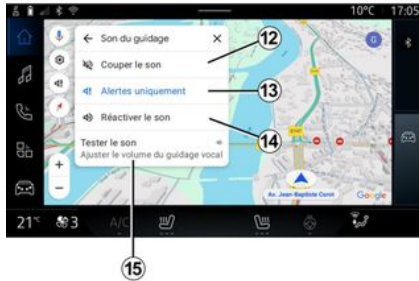 10°C 17:05
← Son du guidage ×
G
Couper le son
12
Alertes uniquement
13
Réactiver le son
14
Tester le son
Ajuster le volume du guidage vocal
+
−
Av. Jean-Baptiste Corot
Google
21°C 3 A/C
15